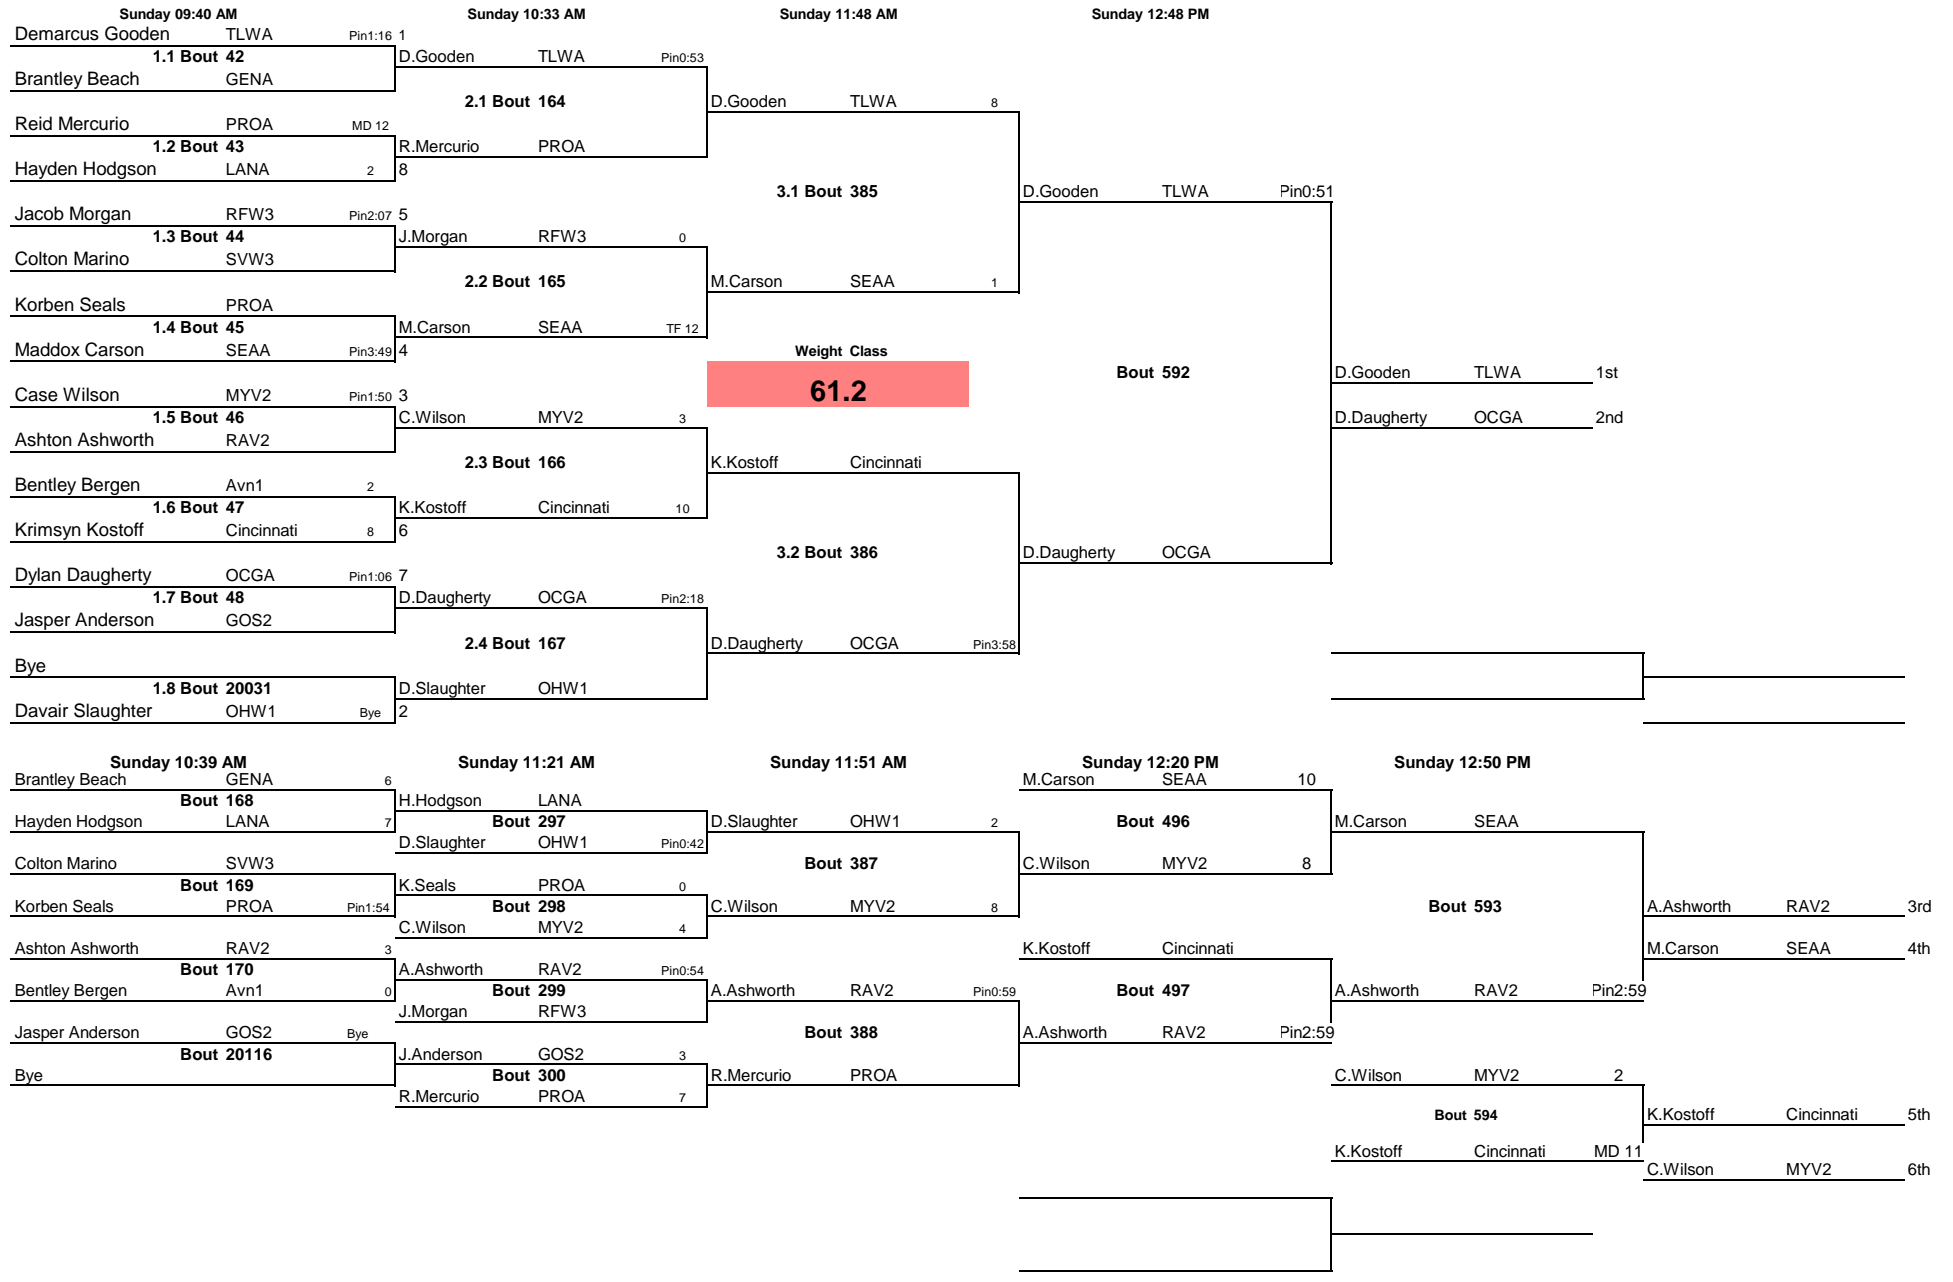 Sunday 09:40 AM Sunday 10:33 AM Sunday 11:48 AM Sunday 12:48 PM
Demarcus Gooden TLWA Pin1:16 1
1.1 Bout 42 D.Gooden TLWA Pin0:53
Brantley Beach GENA
2.1 Bout 164 D.Gooden TLWA 8
Reid Mercurio PROA MD 12
1.2 Bout 43 R.Mercurio PROA
Hayden Hodgson LANA 2 8
3.1 Bout 385 D.Gooden TLWA Pin0:51
Jacob Morgan RFW3 Pin2:07 5
1.3 Bout 44 J.Morgan RFW3 0
Colton Marino SVW3
2.2 Bout 165 M.Carson SEAA 1
Korben Seals PROA
1.4 Bout 45 M.Carson SEAA TF 12
Maddox Carson SEAA Pin3:49 4 Weight Class
Bout 592 D.Gooden TLWA 1st
Case Wilson MYV2 Pin1:50 3 61.2
1.5 Bout 46 C.Wilson MYV2 3 D.Daugherty OCGA 2nd
Ashton Ashworth RAV2
2.3 Bout 166 K.Kostoff Cincinnati
Bentley Bergen Avn1 2
1.6 Bout 47 K.Kostoff Cincinnati 10
Krimsyn Kostoff Cincinnati 8 6
3.2 Bout 386 D.Daugherty OCGA
Dylan Daugherty OCGA Pin1:06 7
1.7 Bout 48 D.Daugherty OCGA Pin2:18
Jasper Anderson GOS2
2.4 Bout 167 D.Daugherty OCGA Pin3:58
Bye
1.8 Bout 20031 D.Slaughter OHW1
Davair Slaughter OHW1 Bye 2
Sunday 10:39 AM Sunday 11:21 AM Sunday 11:51 AM Sunday 12:20 PM Sunday 12:50 PM
Brantley Beach GENA 6 M.Carson SEAA 10
Bout 168 H.Hodgson LANA
Hayden Hodgson LANA 7 Bout 297 D.Slaughter OHW1 2 Bout 496 M.Carson SEAA
D.Slaughter OHW1 Pin0:42
Colton Marino SVW3 Bout 387 C.Wilson MYV2 8
Bout 169 K.Seals PROA 0
Korben Seals PROA Pin1:54 Bout 298 C.Wilson MYV2 8 Bout 593 A.Ashworth RAV2 3rd
C.Wilson MYV2 4
Ashton Ashworth RAV2 3 K.Kostoff Cincinnati M.Carson SEAA 4th
Bout 170 A.Ashworth RAV2 Pin0:54
Bentley Bergen Avn1 0 Bout 299 A.Ashworth RAV2 Pin0:59 Bout 497 A.Ashworth RAV2 Pin2:59
J.Morgan RFW3
Jasper Anderson GOS2 Bye Bout 388 A.Ashworth RAV2 Pin2:59
Bout 20116 J.Anderson GOS2 3
Bye Bout 300 R.Mercurio PROA C.Wilson MYV2 2
R.Mercurio PROA 7
Bout 594 K.Kostoff Cincinnati 5th
K.Kostoff Cincinnati MD 11
C.Wilson MYV2 6th